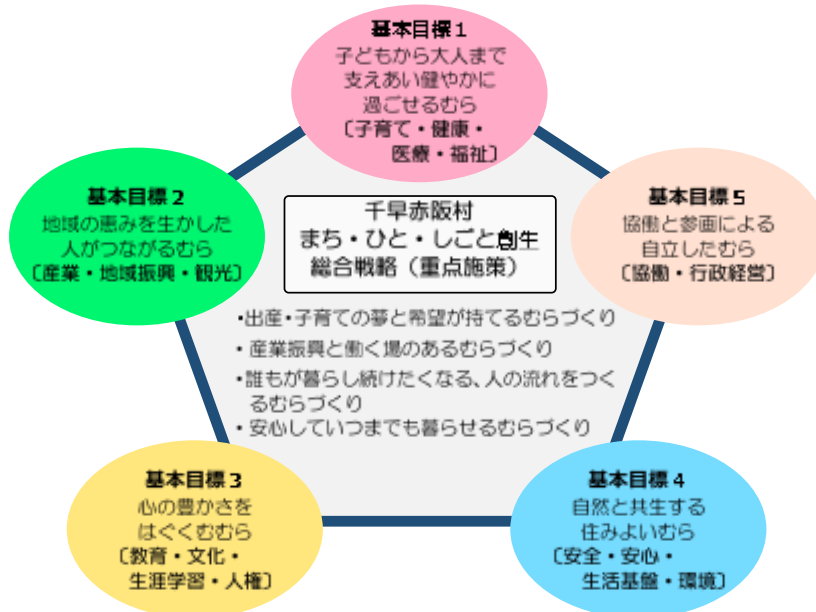 基本目標1
子どもから大人まで
支えあい健やかに
過ごせるむら
〔子育て・健康・
医療・福祉〕
基本目標2
地域の恵みを生かした
人がつながるむら
〔産業・地域振興・観光〕
千早赤阪村
まち・ひと・しごと創生
総合戦略(重点施策)
基本目標5
協働と参画による
自立したむら
〔協働・行政経営〕
・出産・子育ての夢と希望が持てるむらづくり
・産業振興と働く場のあるむらづくり
・誰もが暮らし続けたくなる、人の流れをつく
るむらづくり
・安心していつまでも暮らせるむらづくり
基本目標3
心の豊かさを
はぐくむむら
〔教育・文化・
生涯学習・人権〕
基本目標4
自然と共生する
住みよいむら
〔安全・安心・
生活基盤・環境〕